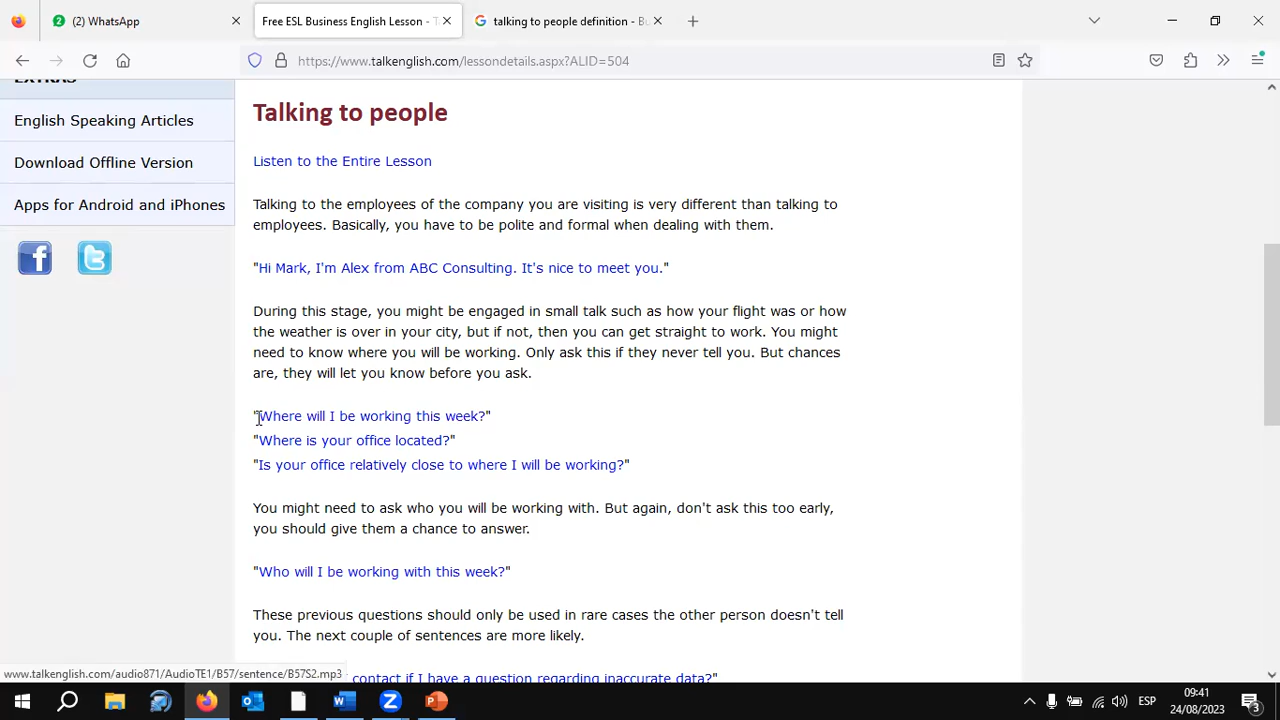 2
(2) WhatsApp
Free ESL Business English Lesson - T
talking to people definition - Bu
https://www.talkenglish.com/lessondetails.aspx?ALID=504
English Speaking Articles
Download Offline Version
Apps for Android and iPhones
Talking to people
Listen to the Entire Lesson
Talking to the employees of the company you are visiting is very different than talking to
employees. Basically, you have to be polite and formal when dealing with them.
"Hi Mark, I'm Alex from ABC Consulting. It's nice to meet you."
During this stage, you might be engaged in small talk such as how your flight was or how
the weather is over in your city, but if not, then you can get straight to work. You might
need to know where you will be working. Only ask this if they never tell you. But chances
are, they will let you know before you ask.
"Where will I be working this week?"
"Where is your office located?"
"Is your office relatively close to where I will be working?"
You might need to ask who you will be working with. But again, don't ask this too early,
you should give them a chance to answer.
"Who will I be working with this week?"
These previous questions should only be used in rare cases the other person doesn't tell
you. The next couple of sentences are more likely.
contact if I have a question regarding inaccurate data?"
www.talkenglish.com/audio871/AudioTE1/B57/sentence/B57S2.mp3
ESP
09:41
24/08/2023
3